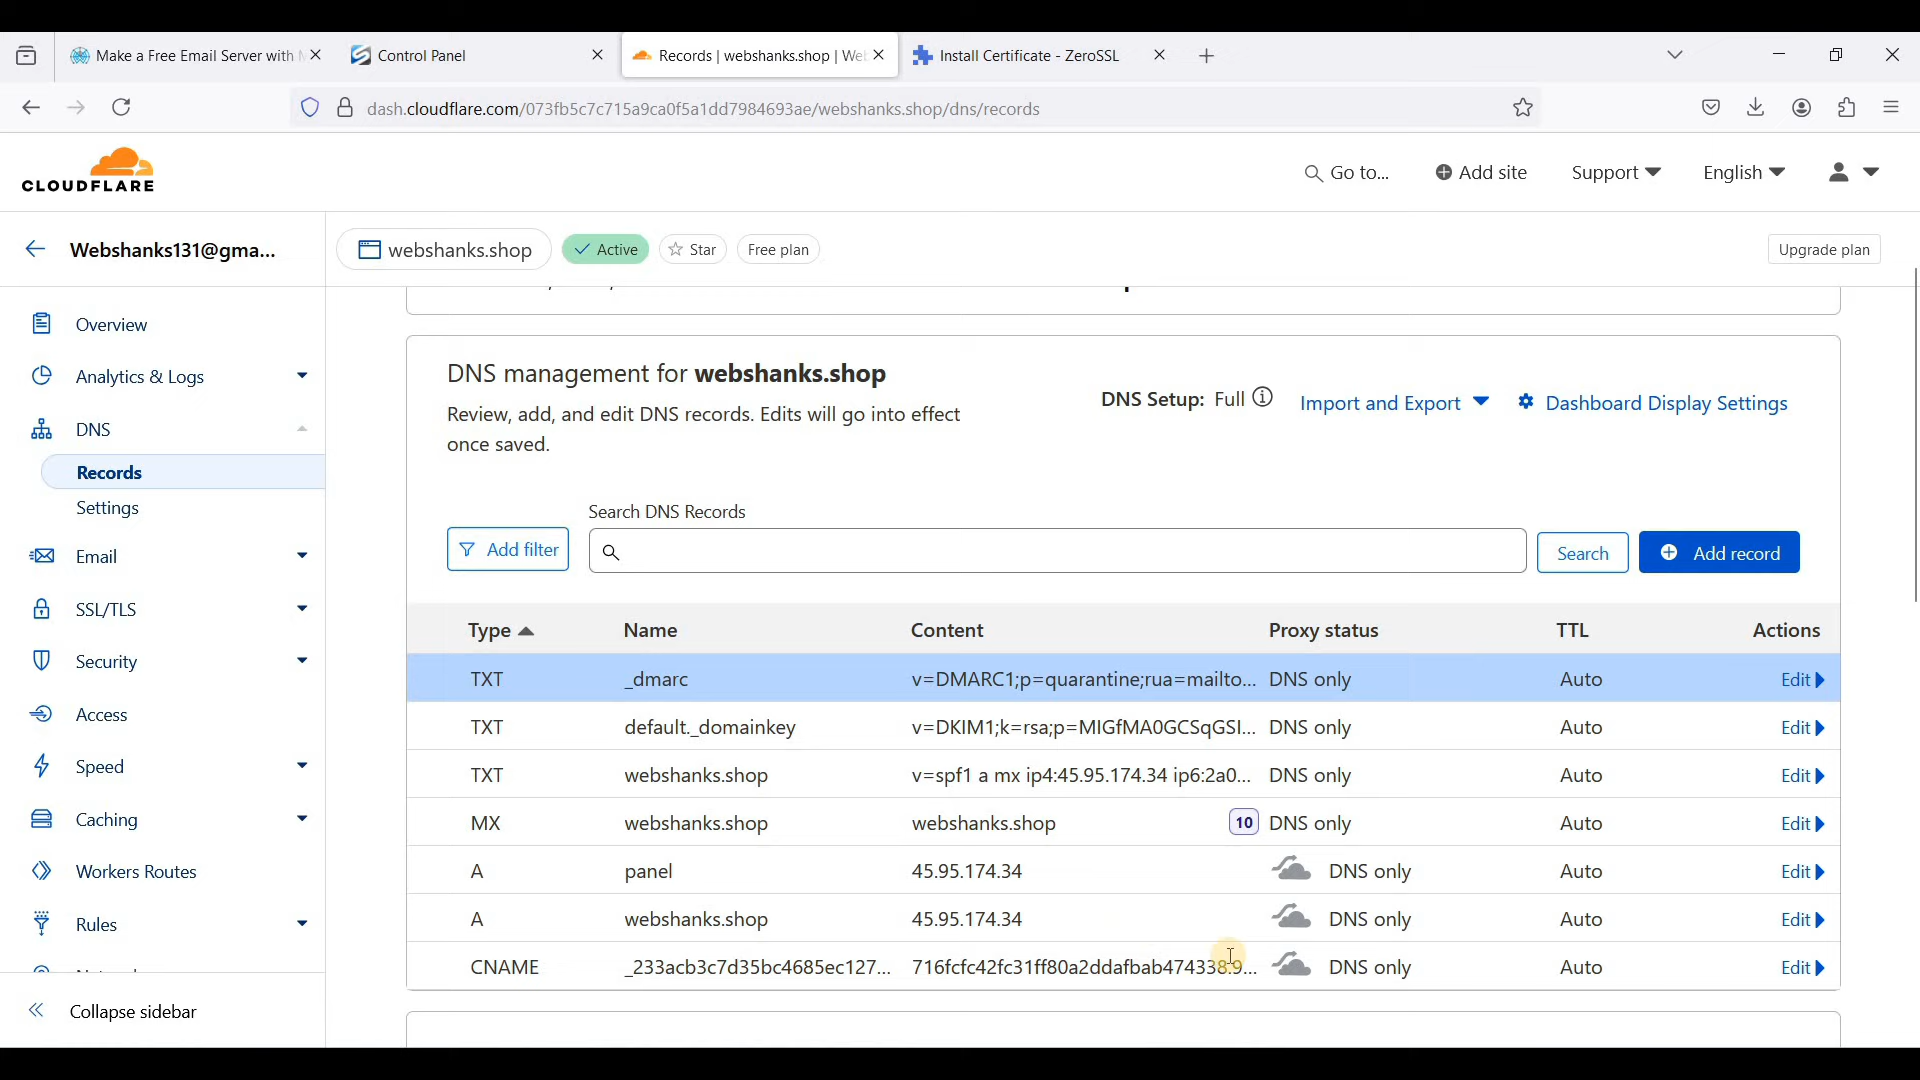 Make a Free Email Server with M
Control Panel
Records | webshanks.shop | We
Install Certificate - ZeroSSL
dash.cloudflare.com/073fb5c7c715a9ca0f5a1dd7984693ae/webshanks.shop/dns/records
CLOUDFLARE
Go to...
Add site
Support
English
Webshanks131@gma...
webshanks.shop
Active
Star
Free plan
Upgrade plan
Overview
Analytics & Logs
DNS
Records
Settings
Email
SSL/TLS
Security
Access
Speed
Caching
Workers Routes
Rules
Collapse sidebar
DNS management for webshanks.shop
Review, add, and edit DNS records. Edits will go into effect
once saved.
DNS Setup: Full
Import and Export
Dashboard Display Settings
Search DNS Records
Add filter
Search
Add record
Type Name Content Proxy status TTL Actions
TXT _dmarc v=DMARC1;p=quarantine;rua=mailto... DNS only Auto Edit
TXT default._domainkey v=DKIM1;k=rsa;p=MIGfMA0GCSqGSI... DNS only Auto Edit
TXT webshanks.shop v=spf1 a mx ip4:45.95.174.34 ip6:2a0... DNS only Auto Edit
MX webshanks.shop webshanks.shop 10 DNS only Auto Edit
A panel 45.95.174.34 DNS only Auto Edit
A webshanks.shop 45.95.174.34 DNS only Auto Edit
CNAME _233acb3c7d35bc4685ec127... 716fcfc42fc31ff80a2ddafbab474338.9... DNS only Auto Edit